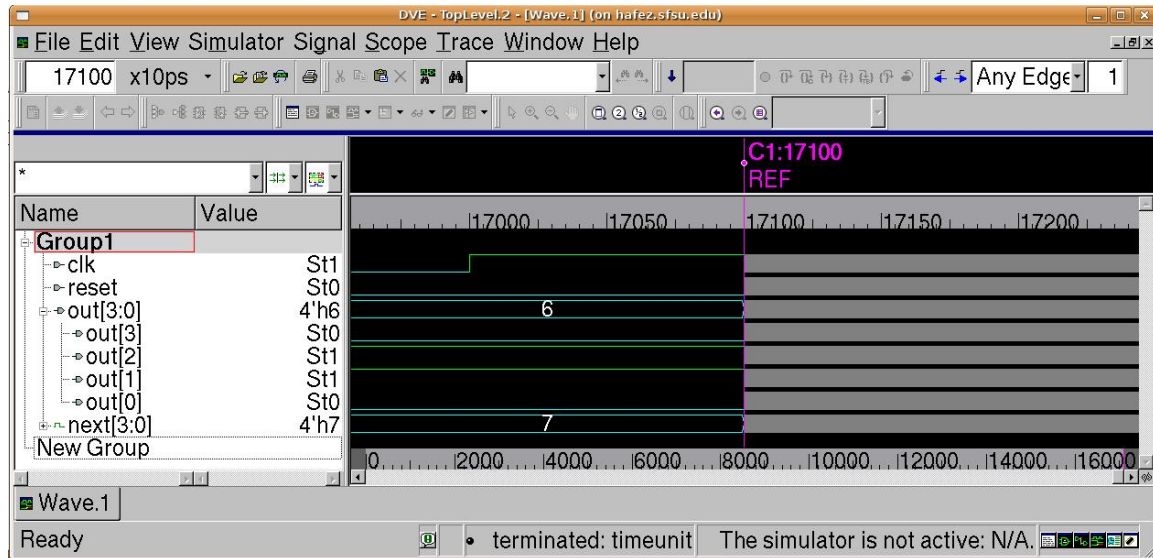 DVE - TopLevel.2 - [Wave.1] (on hafez.sfsu.edu)
File Edit View Simulator Signal Scope Trace Window Help
17100 x10ps Any Edge 1
C1:17100
*
REF
Name Value
17000 17050 17100 17150 17200
Group1
clk St1
reset St0
out[3:0] 4'h6 6
out[3] St0
out[2] St1
out[1] St1
out[0] St0
next[3:0] 4'h7 7
New Group
0 2000 4000 6000 8000 10000 12000 14000 16000
Wave.1
Ready terminated: timeunit The simulator is not active: N/A.